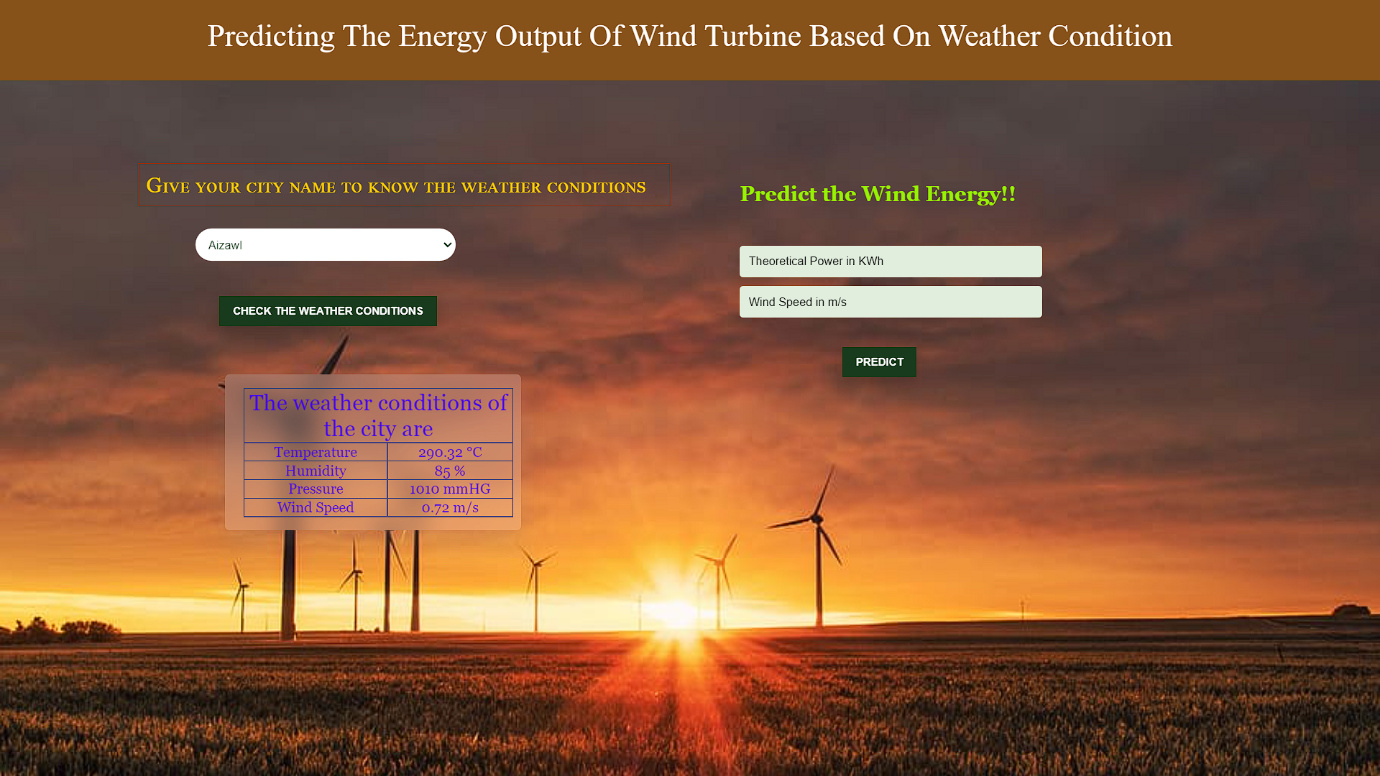 Predicting The Energy Output Of Wind Turbine Based On Weather Condition
Give your city name to know the weather conditions
Aizawl
CHECK THE WEATHER CONDITIONS
The weather conditions of
the city are
Temperature 290.32 °C
Humidity 85 %
Pressure 1010 mmHG
Wind Speed 0.72 m/s
Predict the Wind Energy!!
Theoretical Power in KWh
Wind Speed in m/s
PREDICT